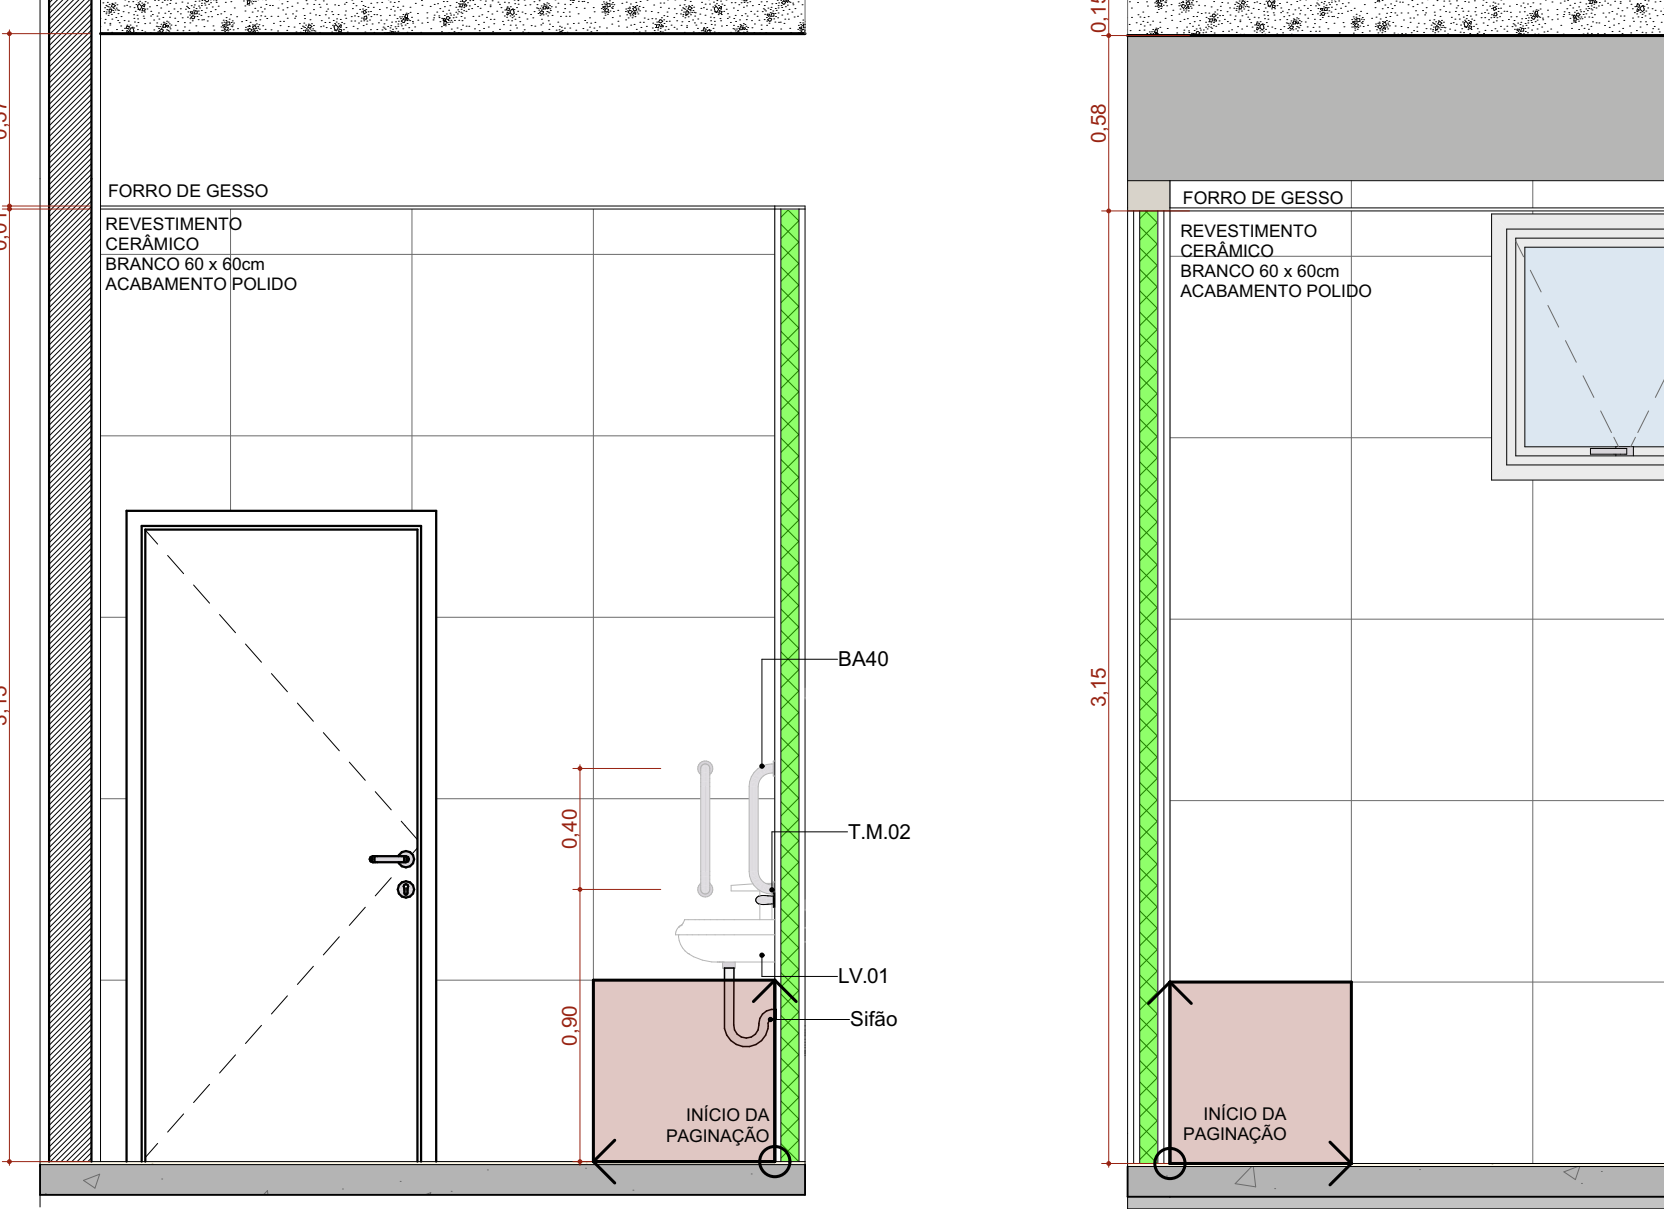 FORRO DE GESSO
REVESTIMENTO
CERÂMICO
BRANCO 60 x 60cm
ACABAMENTO POLIDO
BA40
T.M.02
LV.01
Sifão
0,40
0,90
INÍCIO DA
PAGINAÇÃO
0,15
0,58
3,15
FORRO DE GESSO
REVESTIMENTO
CERÂMICO
BRANCO 60 x 60cm
ACABAMENTO POLIDO
INÍCIO DA
PAGINAÇÃO